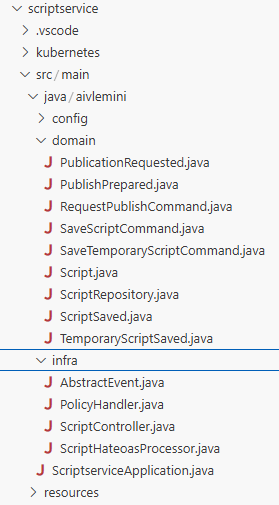 scriptservice
.vscode
kubernetes
src / main
java / aivlemini
config
domain
J PublicationRequested.java
J PublishPrepared.java
J RequestPublishCommand.java
J SaveScriptCommand.java
J SaveTemporaryScriptCommand.java
J Script.java
J ScriptRepository.java
J ScriptSaved.java
J TemporaryScriptSaved.java
infra
J AbstractEvent.java
J PolicyHandler.java
J ScriptController.java
J ScriptHateoasProcessor.java
J ScriptserviceApplication.java
resources